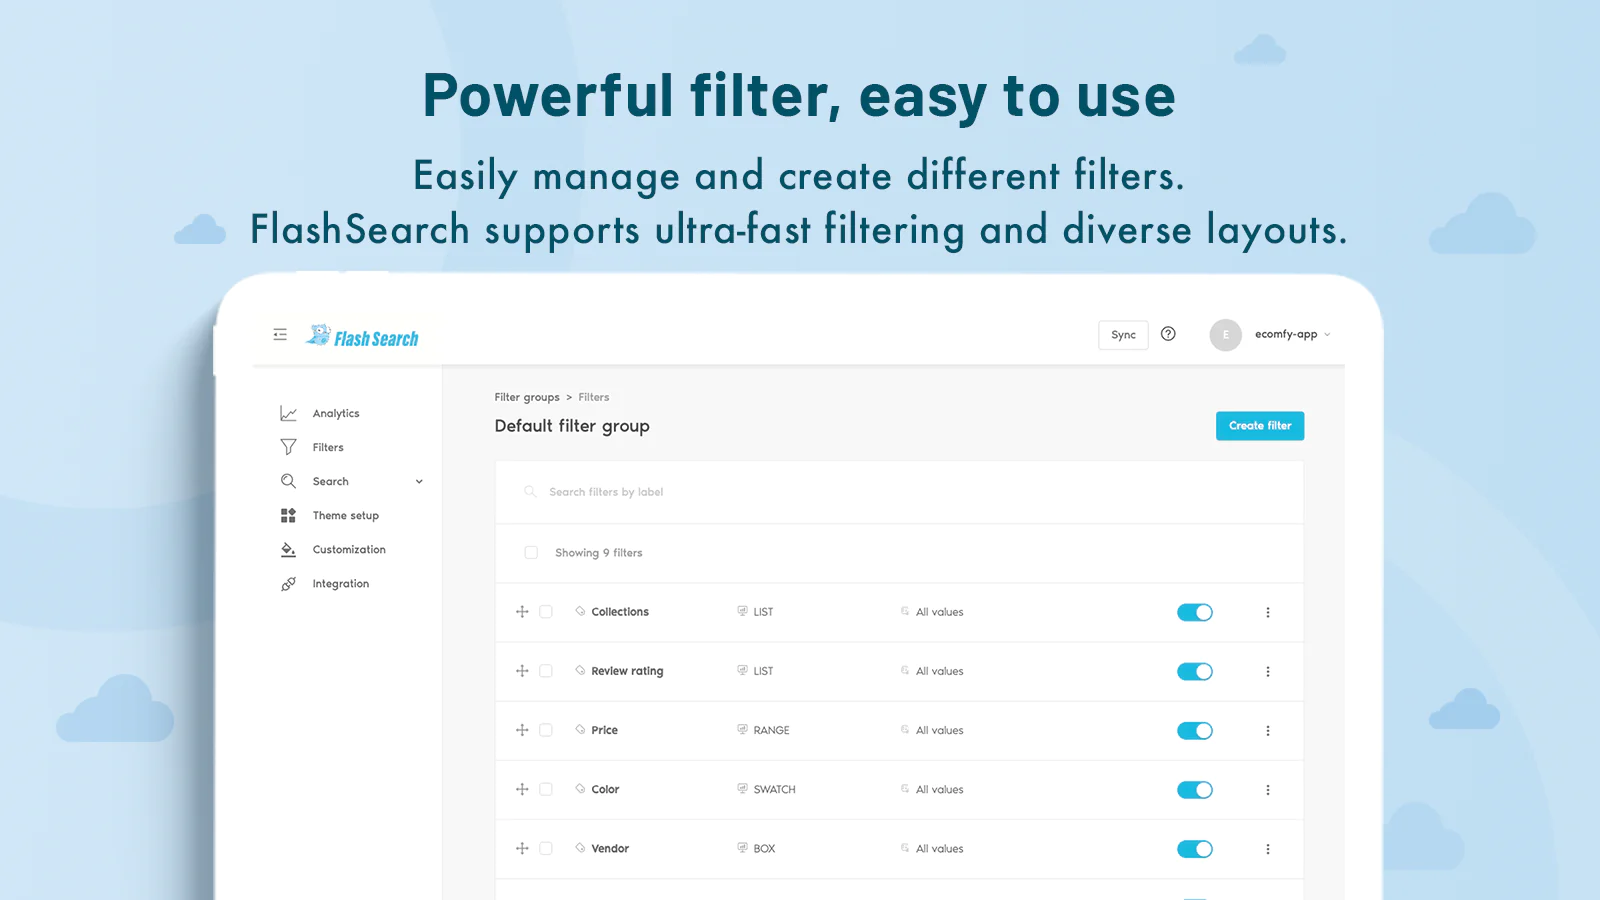 Powerful filter, easy to use
Easily manage and create different filters.
FlashSearch supports ultra-fast filtering and diverse layouts.
Flash Search
Sync
E
ecomfy-app
Analytics
Filters
Search
Theme setup
Customization
Integration
Filter groups > Filters
Default filter group
Create filter
Search filters by label
Showing 9 filters
Collections LIST All values
Review rating LIST All values
Price RANGE All values
Color SWATCH All values
Vendor BOX All values